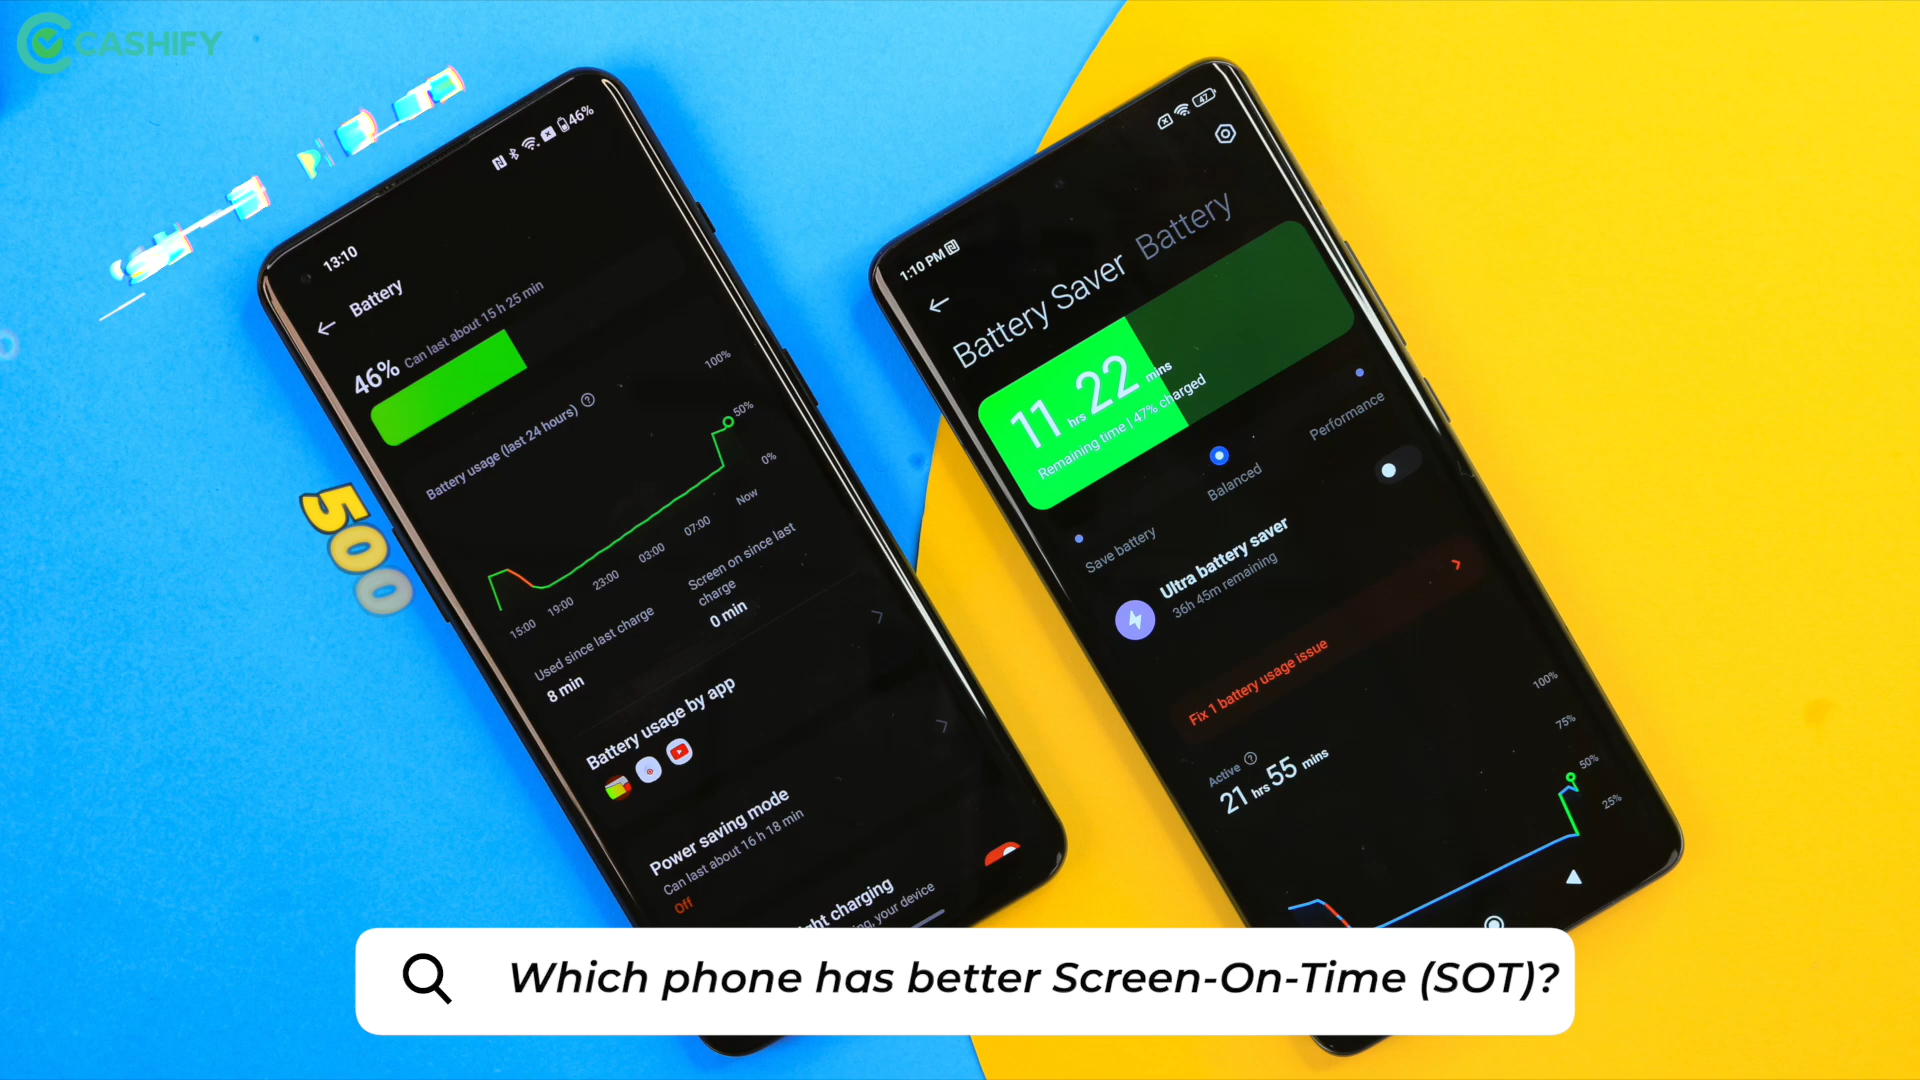 CASHIFY
500
46%
13:10
Battery
46% Can last about 15 h 25 min
Battery usage (last 24 hours) ?
100%
50%
0%
15:00 19:00 23:00 03:00 07:00 Now
Used since last charge
8 min
Screen on since last charge
0 min
Battery usage by app
Power saving mode
Can last about 16 h 18 min
Off
ght charging
ng, your device
1:10 PM
47
Battery Saver Battery
11 hrs 22 mins
Remaining time | 47% charged
Save battery Balanced Performance
Ultra battery saver
36h 45m remaining
Fix 1 battery usage issue
Active ?
21 hrs 55 mins
100%
75%
50%
25%
Which phone has better Screen-On-Time (SOT)?